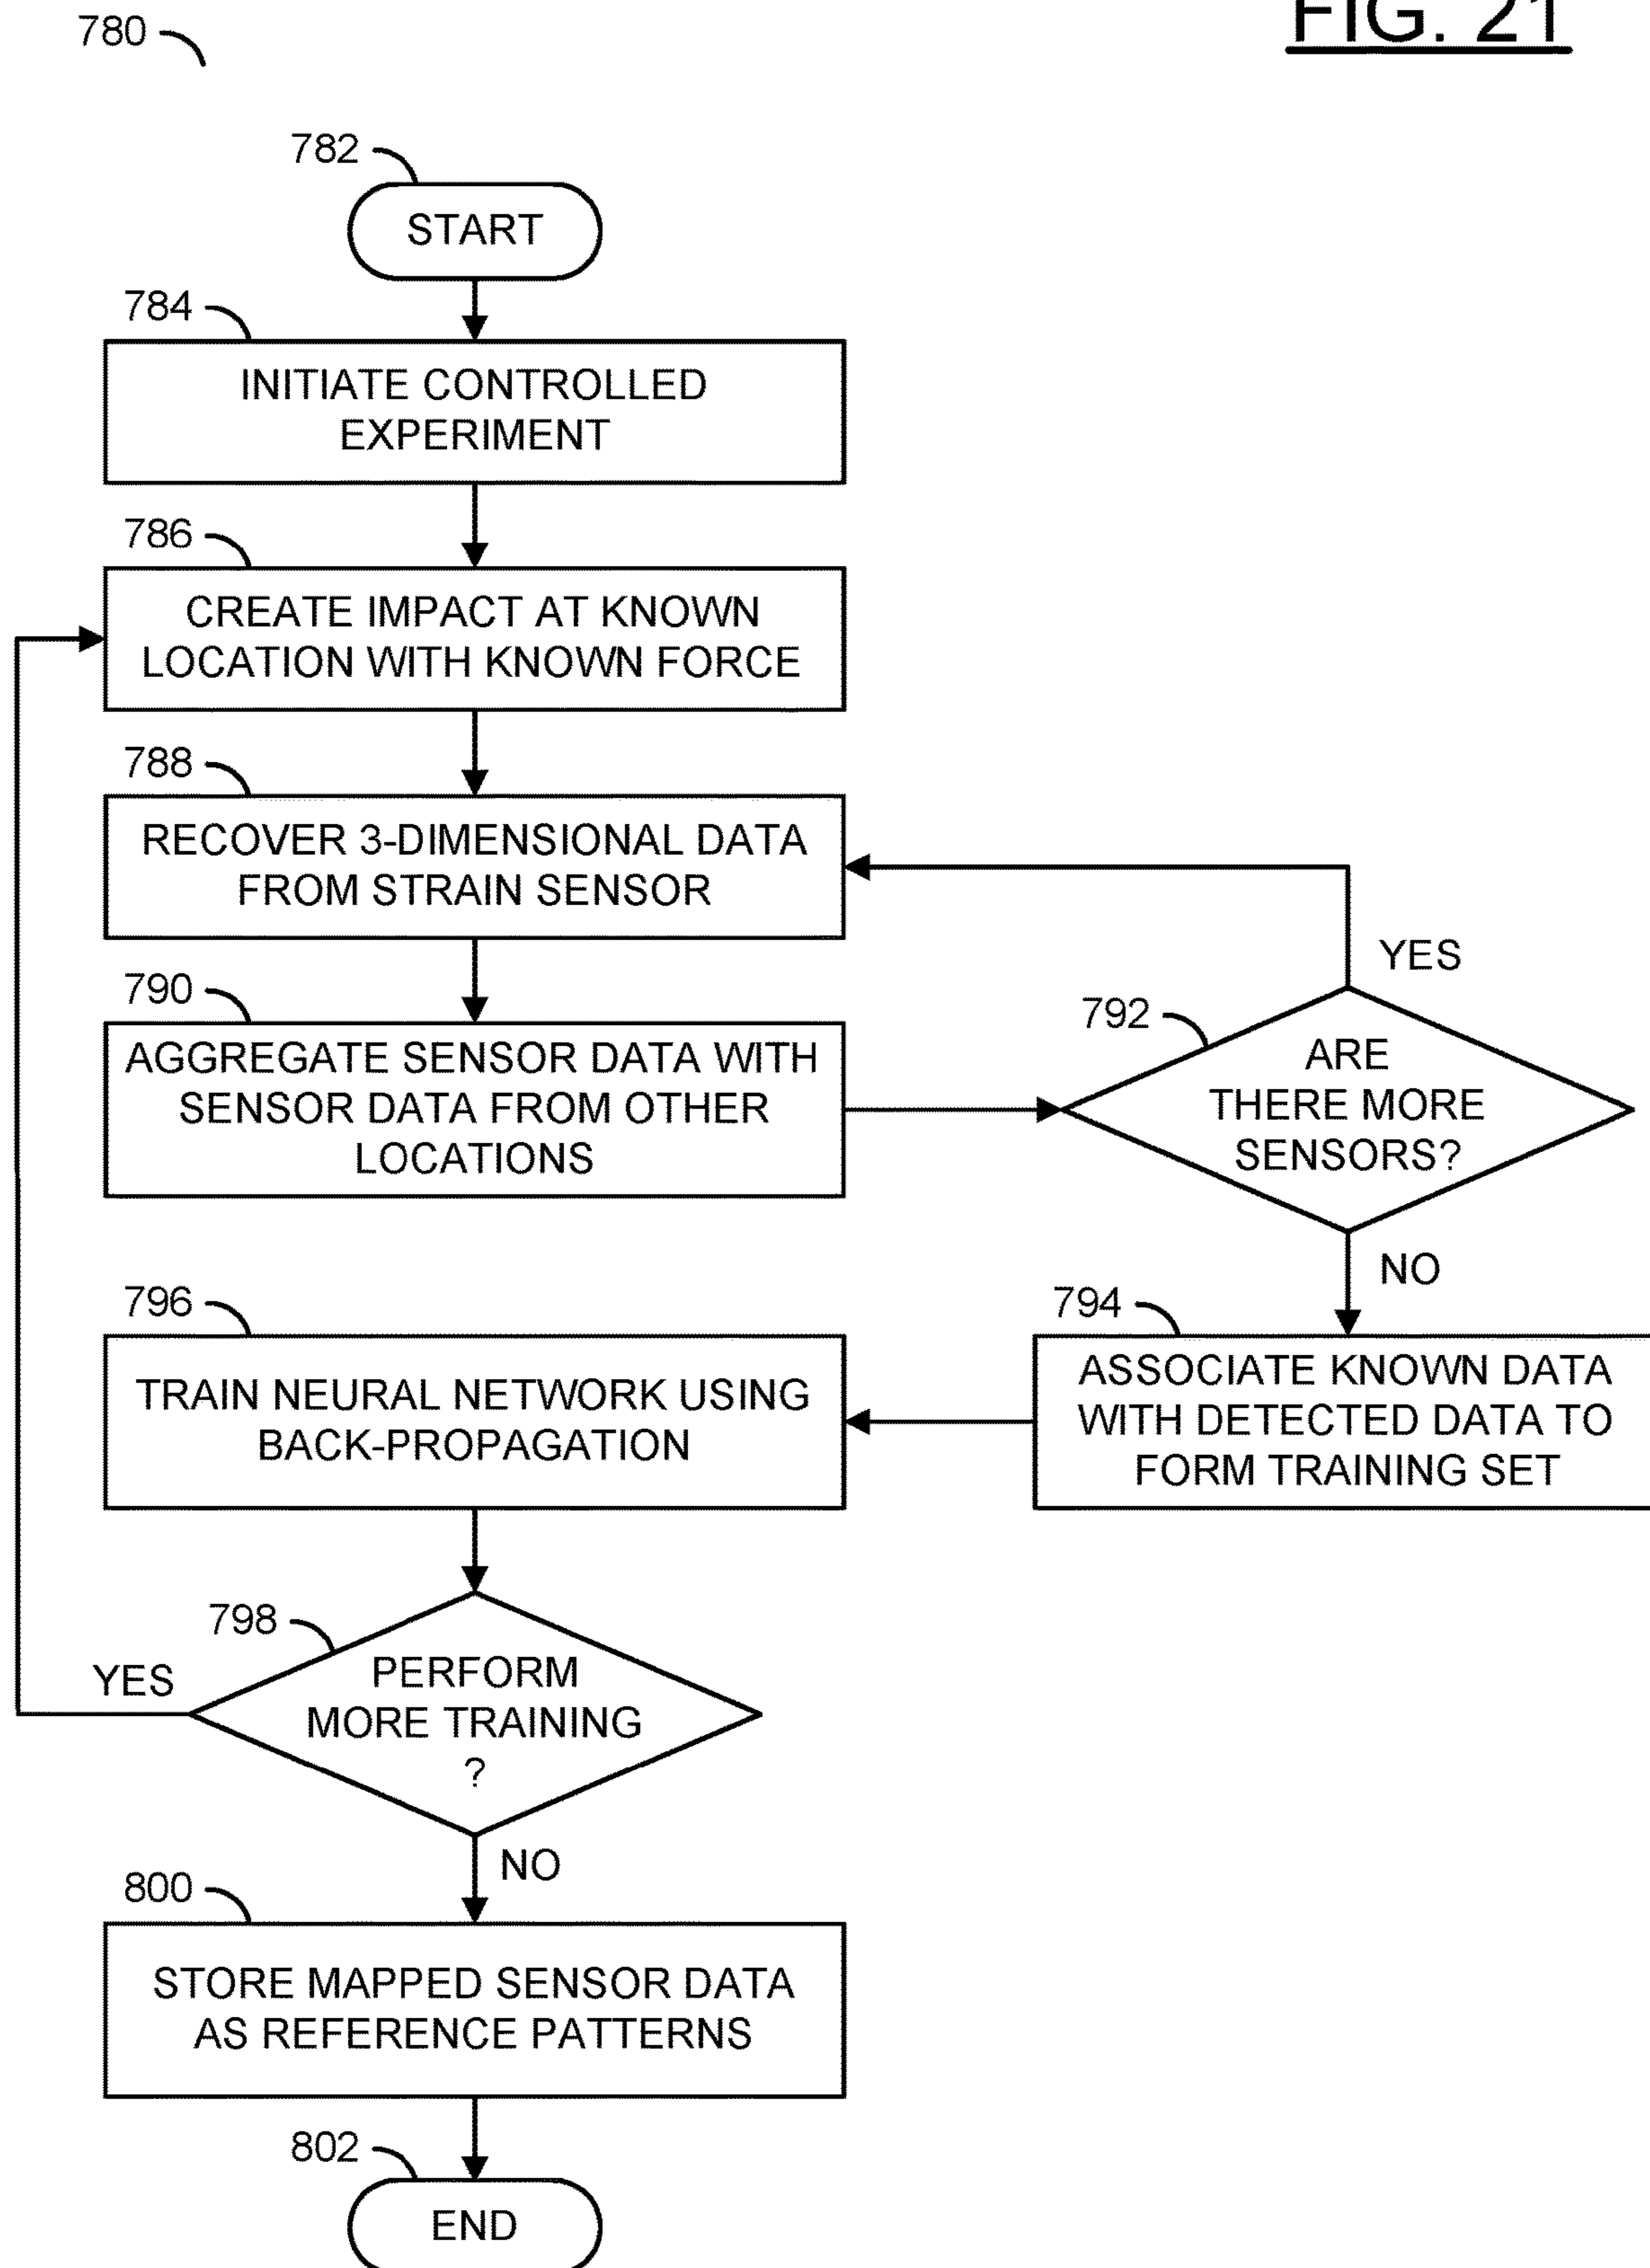 FIG. 21
780
782
START
784
INITIATE CONTROLLED
EXPERIMENT
786
CREATE IMPACT AT KNOWN
LOCATION WITH KNOWN FORCE
788
RECOVER 3-DIMENSIONAL DATA
FROM STRAIN SENSOR
790
AGGREGATE SENSOR DATA WITH
SENSOR DATA FROM OTHER
LOCATIONS
792
ARE
THERE MORE
SENSORS?
YES
NO
794
ASSOCIATE KNOWN DATA
WITH DETECTED DATA TO
FORM TRAINING SET
796
TRAIN NEURAL NETWORK USING
BACK-PROPAGATION
798
PERFORM
MORE TRAINING
?
YES
NO
800
STORE MAPPED SENSOR DATA
AS REFERENCE PATTERNS
802
END